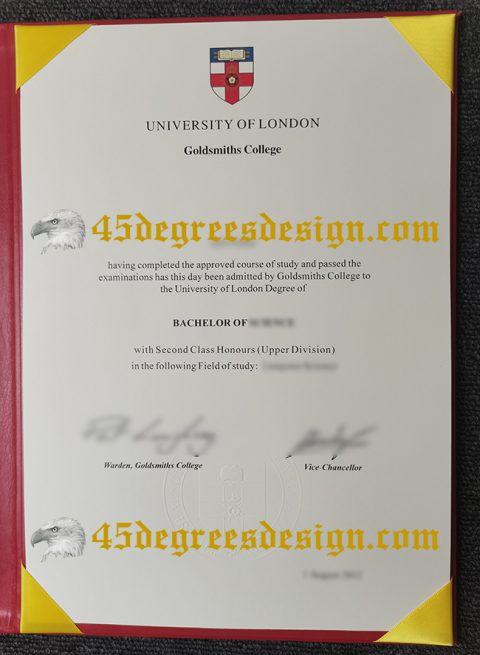 UNIVERSITY OF LONDON
Goldsmiths College
45degreesdesign.com
having completed the approved course of study and passed the
examinations has this day been admitted by Goldsmiths College to
the University of London Degree of
BACHELOR OF
with Second Class Honours (Upper Division)
in the following Field of study:
Warden, Goldsmiths College
Vice-Chancellor
45degreesdesign.com